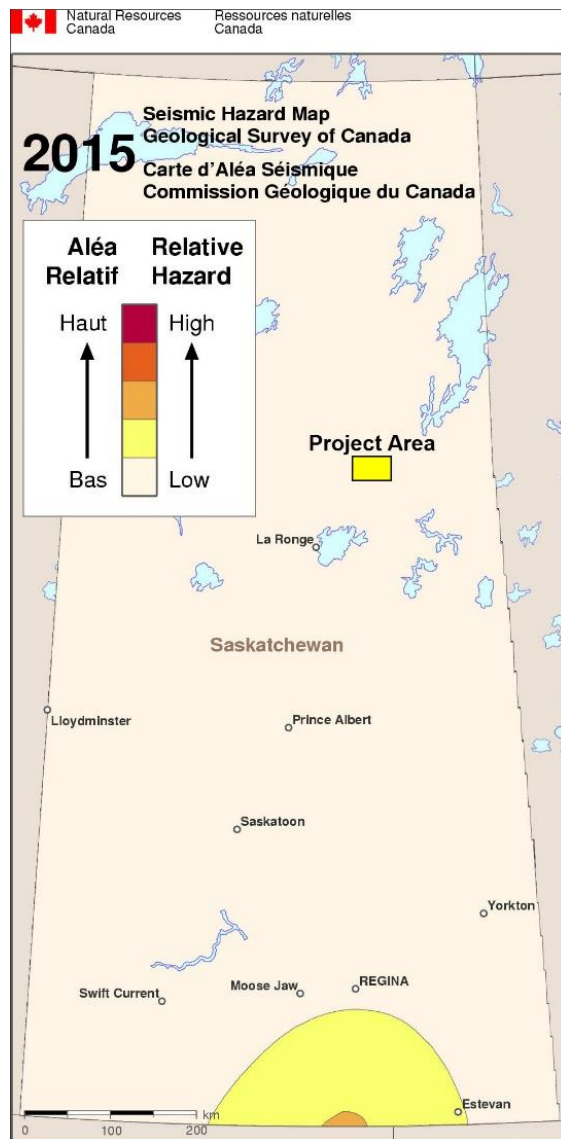 Natural Resources Canada
Ressources naturelles Canada
2015
Seismic Hazard Map
Geological Survey of Canada
Carte d'Aléa Séismique
Commission Géologique du Canada
Aléa Relatif
Relative Hazard
Haut
High
Bas
Low
Project Area
La Ronge
Saskatchewan
Lloydminster
Prince Albert
Saskatoon
Yorkton
Swift Current
Moose Jaw
REGINA
Estevan
km
0 100 200